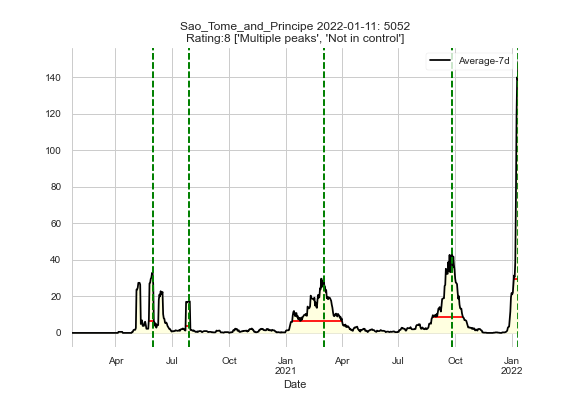 Sao_Tome_and_Principe 2022-01-11: 5052
Rating:8 ['Multiple peaks', 'Not in control']
Average-7d
140
120
100
80
60
40
20
0
Apr Jul Oct Jan Apr Jul Oct Jan
2021 2022
Date